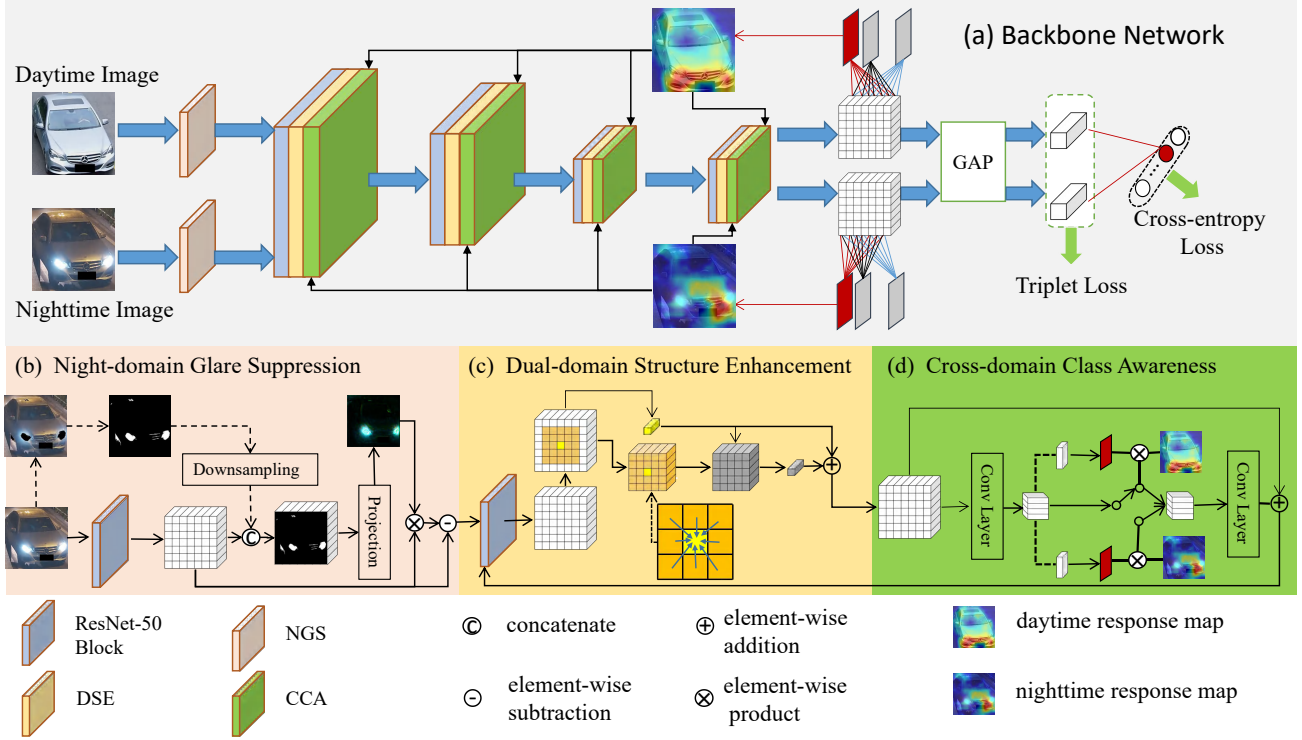 (a) Backbone Network
Daytime Image
Nighttime Image
GAP
Cross-entropy
Loss
Triplet Loss
(b) Night-domain Glare Suppression
Downsampling
C
Projection
(c) Dual-domain Structure Enhancement
(d) Cross-domain Class Awareness
Conv Layer
Conv Layer
ResNet-50
Block
NGS
DSE
CCA
C
concatenate
element-wise
addition
element-wise
subtraction
element-wise
product
daytime response map
nighttime response map